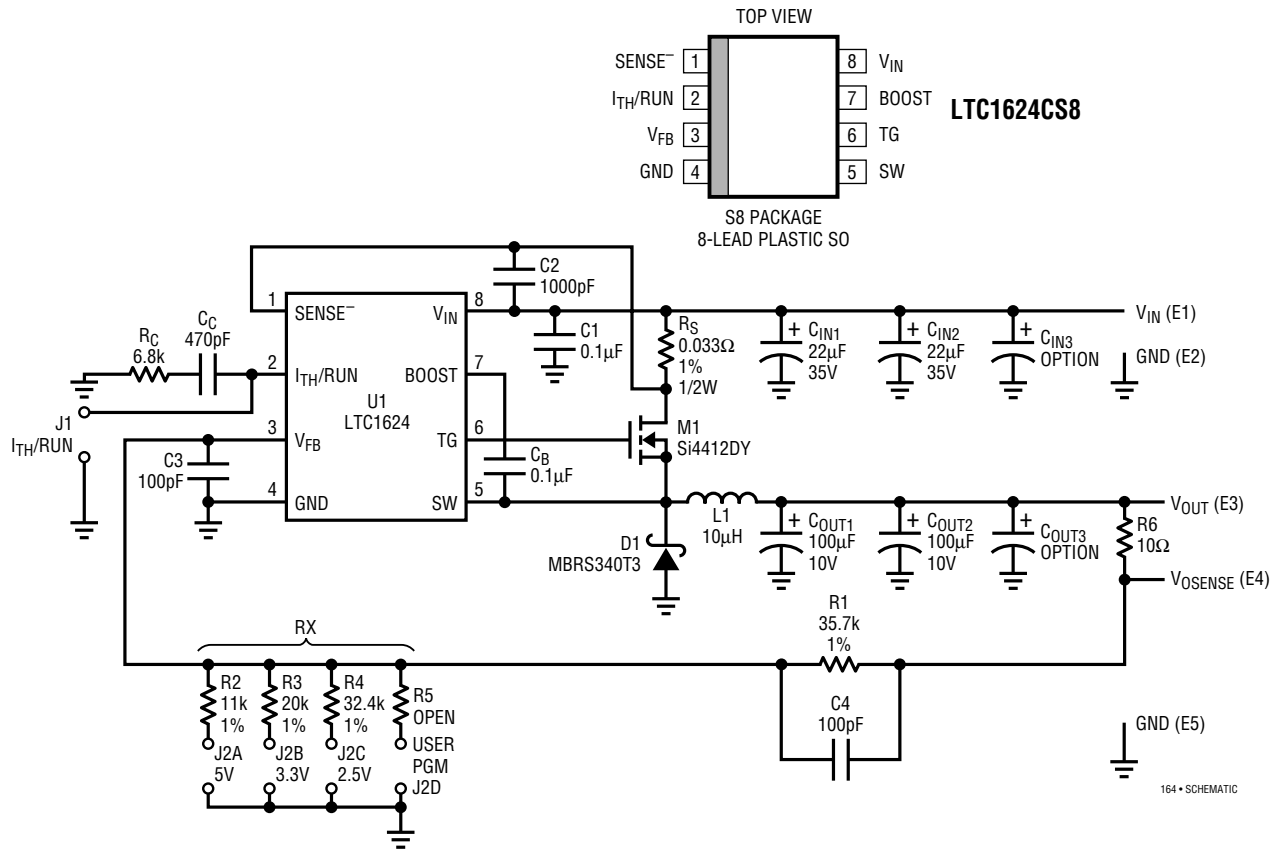 TOP VIEW
SENSE⁻ 1
I_TH/RUN 2
V_FB 3
GND 4
8 V_IN
7 BOOST
6 TG
5 SW
LTC1624CS8
S8 PACKAGE
8-LEAD PLASTIC SO
C2
1000pF
1 SENSE⁻
V_IN 8
C1
0.1µF
R_S
0.033Ω
1%
1/2W
+ C_IN1
22µF
35V
+ C_IN2
22µF
35V
+ C_IN3
OPTION
V_IN (E1)
GND (E2)
R_C
6.8k
C_C
470pF
2 I_TH/RUN
BOOST 7
U1
LTC1624
J1
I_TH/RUN
3 V_FB
TG 6
M1
Si4412DY
C3
100pF
C_B
0.1µF
4 GND
SW 5
L1
10µH
D1
MBRS340T3
+ C_OUT1
100µF
10V
+ C_OUT2
100µF
10V
+ C_OUT3
OPTION
V_OUT (E3)
R6
10Ω
V_OSENSE (E4)
R1
35.7k
1%
C4
100pF
RX
R2
11k
1%
R3
20k
1%
R4
32.4k
1%
R5
OPEN
J2A
5V
J2B
3.3V
J2C
2.5V
USER
PGM
J2D
GND (E5)
164 • SCHEMATIC